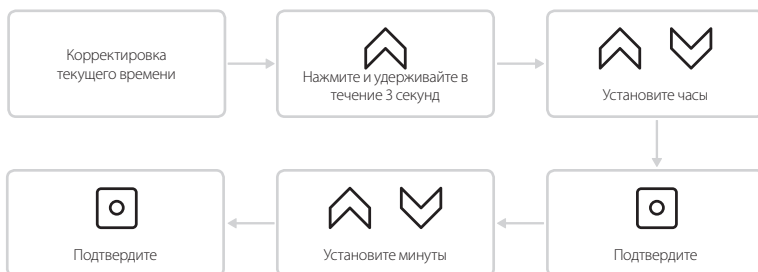 Корректировка
текущего времени
Нажмите и удерживайте в
течение 3 секунд
Установите часы
Подтвердите
Установите минуты
Подтвердите